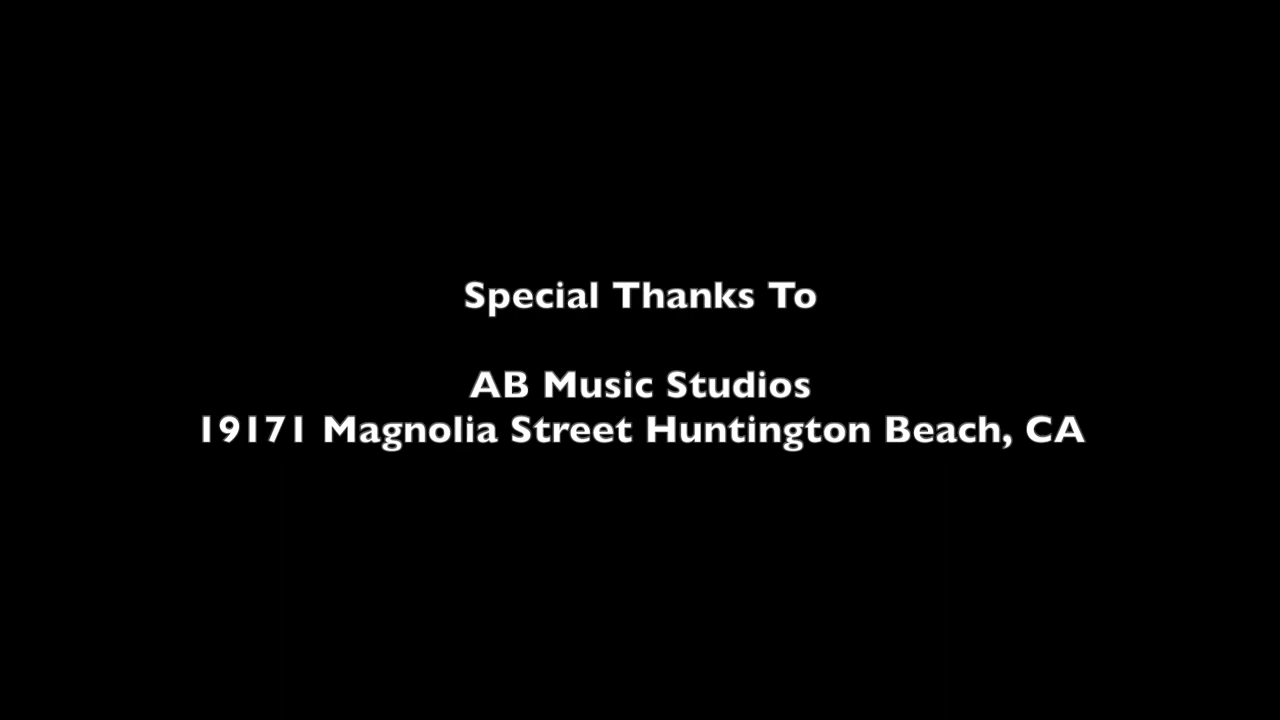 Special Thanks To
AB Music Studios
19171 Magnolia Street Huntington Beach, CA